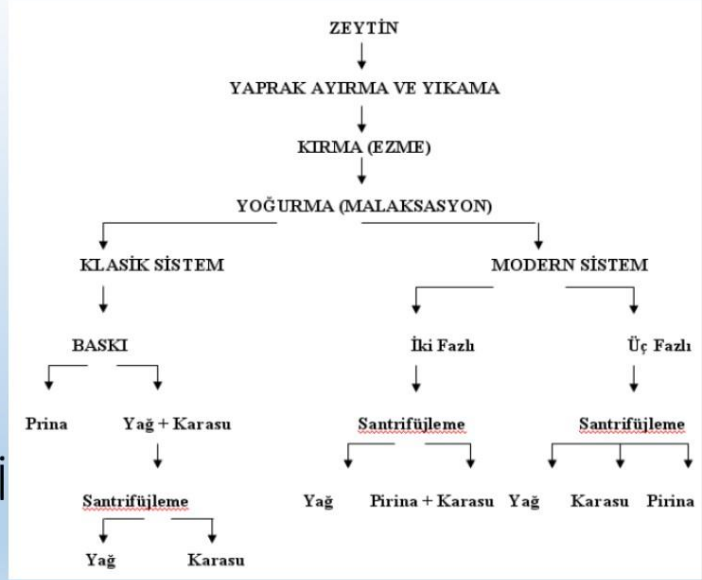 ZEYTİN
YAPRAK AYIRMA VE YIKAMA
KIRMA (EZME)
YOĞURMA (MALAKSASYON)
KLASİK SİSTEM MODERN SİSTEM
BASKI İki Fazlı Üç Fazlı
Prina Yağ + Karasu Santrifüjleme Santrifüjleme
Santrifüjleme Yağ Pirina + Karasu Yağ Karasu Pirina
Yağ Karasu